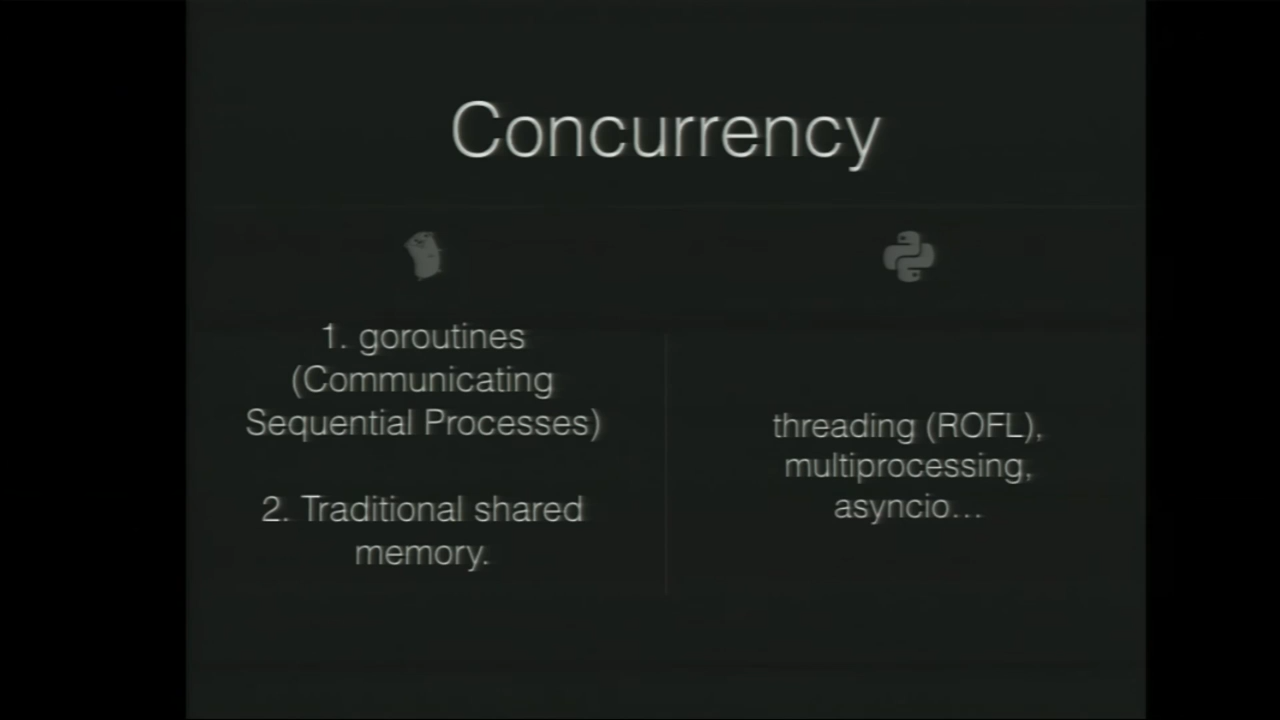 Concurrency
1. goroutines
(Communicating
Sequential Processes)
2. Traditional shared
memory.
threading (ROFL),
multiprocessing,
asyncio...